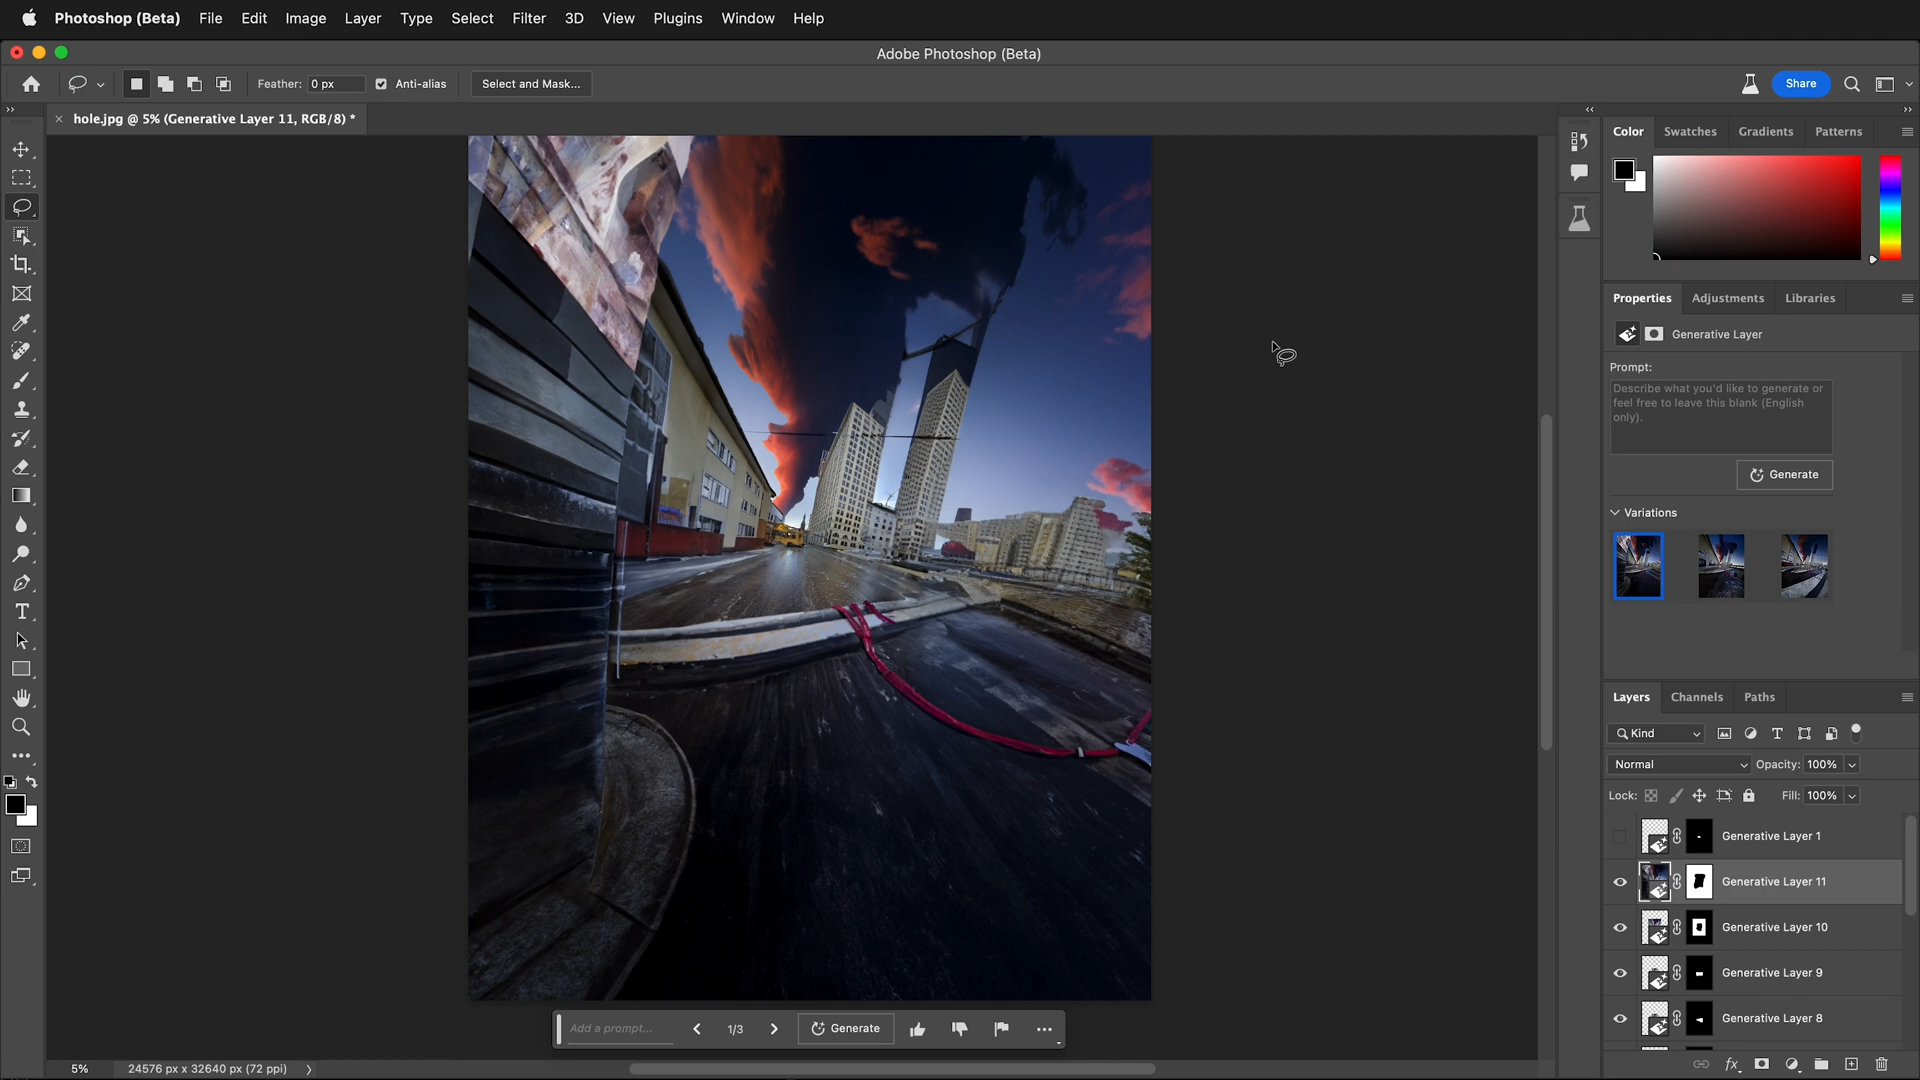 Photoshop (Beta) File Edit Image Layer Type Select Filter 3D View Plugins Window Help
Adobe Photoshop (Beta)
Feather: 0 px Anti-alias Select and Mask... Share
hole.jpg @ 5% (Generative Layer 11, RGB/8) *
Color Swatches Gradients Patterns
Properties Adjustments Libraries
Generative Layer
Prompt:
Describe what you'd like to generate or
feel free to leave this blank (English
only).
Generate
Variations
Layers Channels Paths
Kind
Normal Opacity: 100%
Lock: Fill: 100%
Generative Layer 1
Generative Layer 11
Generative Layer 10
Generative Layer 9
Generative Layer 8
Add a prompt... 1/3 Generate
5% 24576 px x 32640 px (72 ppi)